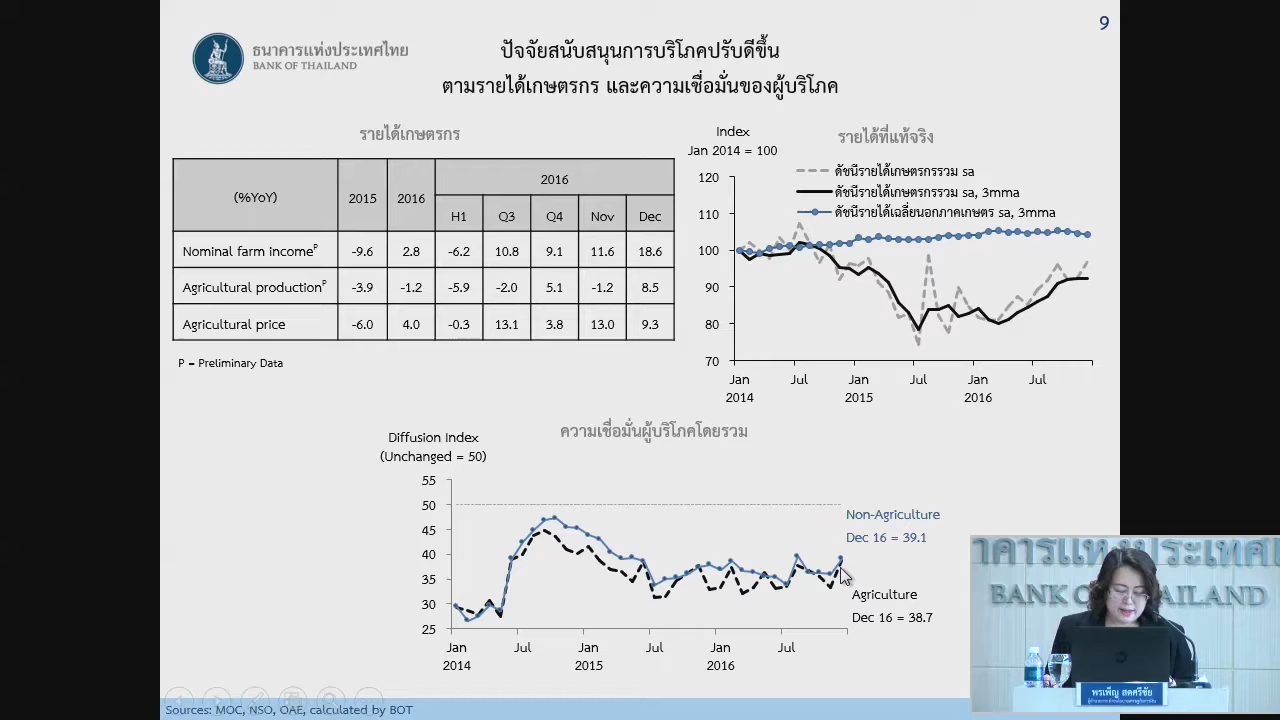 9
ธนาคารแห่งประเทศไทย
BANK OF THAILAND
ปัจจัยสนับสนุนการบริโภคปรับดีขึ้น
ตามรายได้เกษตรกร และความเชื่อมั่นของผู้บริโภค
รายได้เกษตรกร
(%YoY) 2015 2016 2016
H1 Q3 Q4 Nov Dec
Nominal farm incomeᴾ -9.6 2.8 -6.2 10.8 9.1 11.6 18.6
Agricultural productionᴾ -3.9 -1.2 -5.9 -2.0 5.1 -1.2 8.5
Agricultural price -6.0 4.0 -0.3 13.1 3.8 13.0 9.3
P = Preliminary Data
Index
Jan 2014 = 100
รายได้ที่แท้จริง
ดัชนีรายได้เกษตรกรรวม sa
ดัชนีรายได้เกษตรกรรวม sa, 3mma
ดัชนีรายได้เฉลี่ยนอกภาคเกษตร sa, 3mma
120
110
100
90
80
70
Jan Jul Jan Jul Jan Jul
2014 2015 2016
ความเชื่อมั่นผู้บริโภคโดยรวม
Diffusion Index
(Unchanged = 50)
55
50
45
40
35
30
25
Jan Jul Jan Jul Jan Jul
2014 2015 2016
Non-Agriculture
Dec 16 = 39.1
Agriculture
Dec 16 = 38.7
Sources: MOC, NSO, OAE, calculated by BOT
าคารแห่งประเทศไ
BANK OF THAILAND
พรเพ็ญ สดศรีชัย